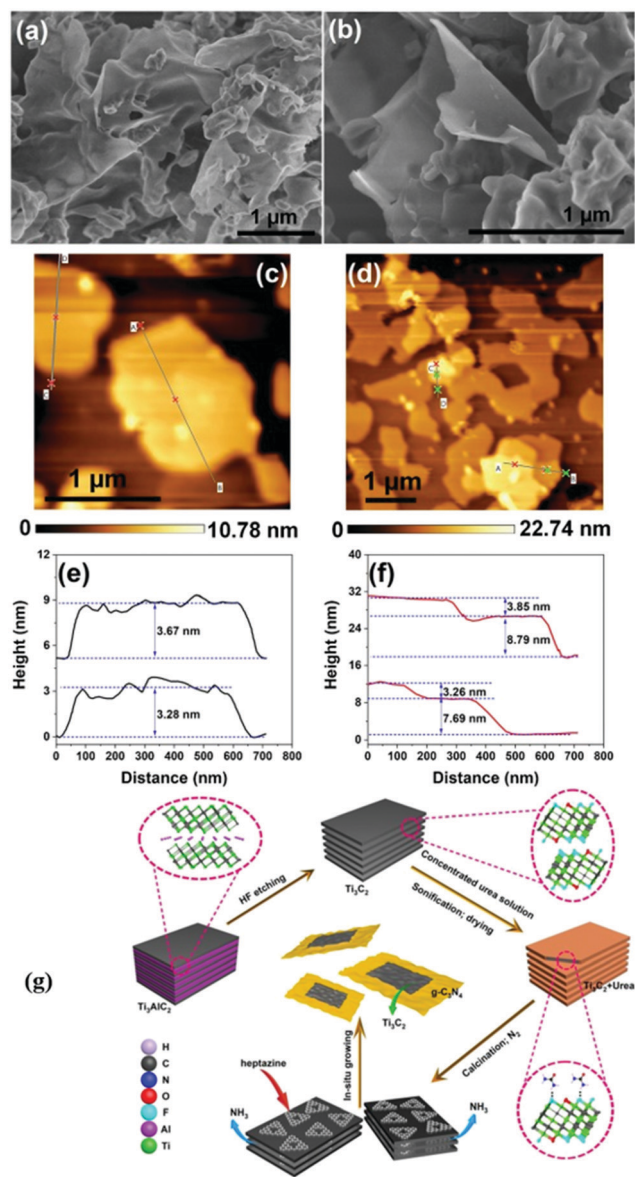 (a)
1 μm
(b)
1 μm
(c)
D
C
A
B
1 μm
(d)
C
D
A
B
1 μm
0
10.78 nm
0
22.74 nm
(e)
Height (nm)
12
9
6
3
0
3.67 nm
3.28 nm
0 100 200 300 400 500 600 700 800
Distance (nm)
(f)
Height (nm)
40
32
24
16
8
0
3.85 nm
8.79 nm
3.26 nm
7.69 nm
0 100 200 300 400 500 600 700 800
Distance (nm)
(g)
Ti₃AlC₂
HF etching
Ti₃C₂
Concentrated urea solution
Sonification; drying
Ti₃C₂+Urea
Calcination; N₂
NH₃
heptazine
NH₃
In-situ growing
g-C₃N₄
Ti₃C₂
H
C
N
O
F
Al
Ti